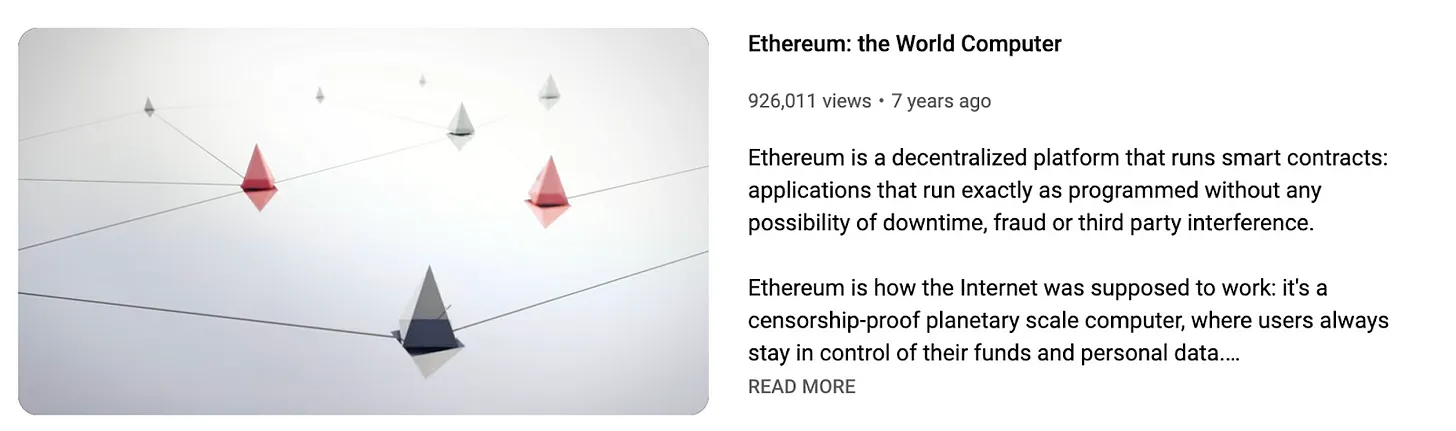 Ethereum: the World Computer
926,011 views • 7 years ago
Ethereum is a decentralized platform that runs smart contracts:
applications that run exactly as programmed without any
possibility of downtime, fraud or third party interference.
Ethereum is how the Internet was supposed to work: it's a
censorship-proof planetary scale computer, where users always
stay in control of their funds and personal data....
READ MORE